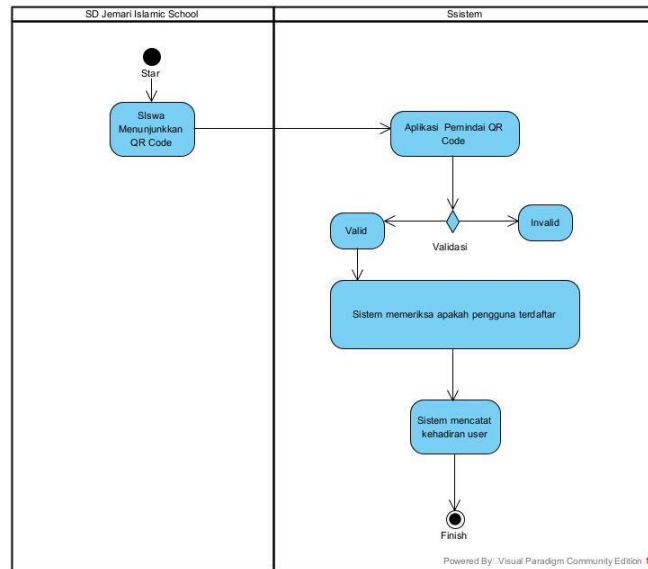 SD Jemari Islamic School
Ssistem
Star
SIswa
Menunjunkkan
QR Code
Aplikasi Pemindai QR
Code
Valid
Invalid
Validasi
Sistem memeriksa apakah pengguna terdaftar
Sistem mencatat
kehadiran user
Finish
Powered By Visual Paradigm Community Edition